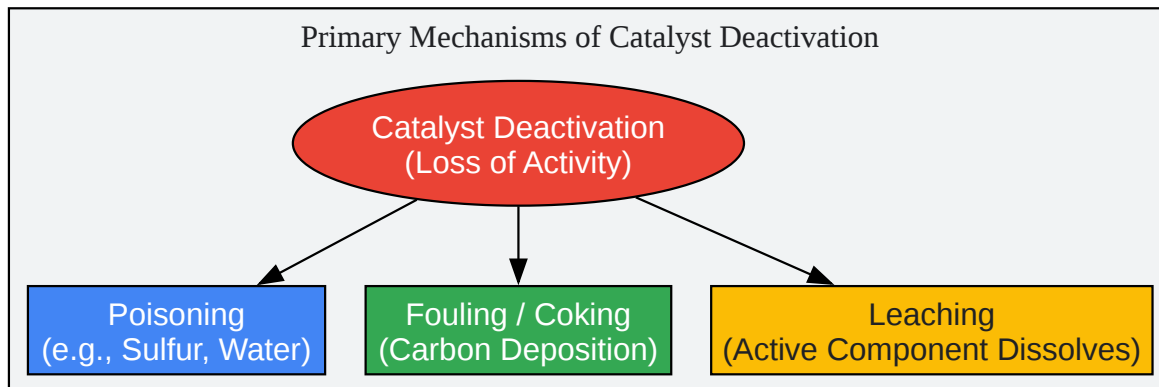 Primary Mechanisms of Catalyst Deactivation
Catalyst Deactivation
(Loss of Activity)
Poisoning
(e.g., Sulfur, Water)
Fouling / Coking
(Carbon Deposition)
Leaching
(Active Component Dissolves)